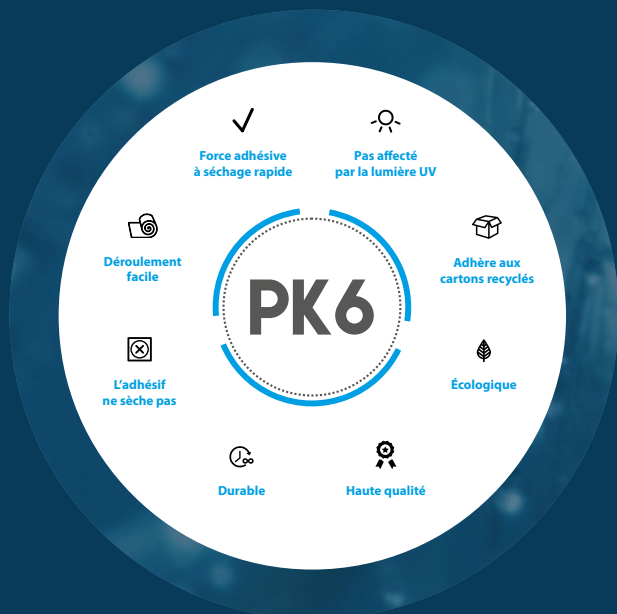 Force adhésive
à séchage rapide
Pas affecté
par la lumière UV
Déroulement
facile
Adhère aux
cartons recyclés
PK6
L'adhésif
ne sèche pas
Écologique
Durable
Haute qualité